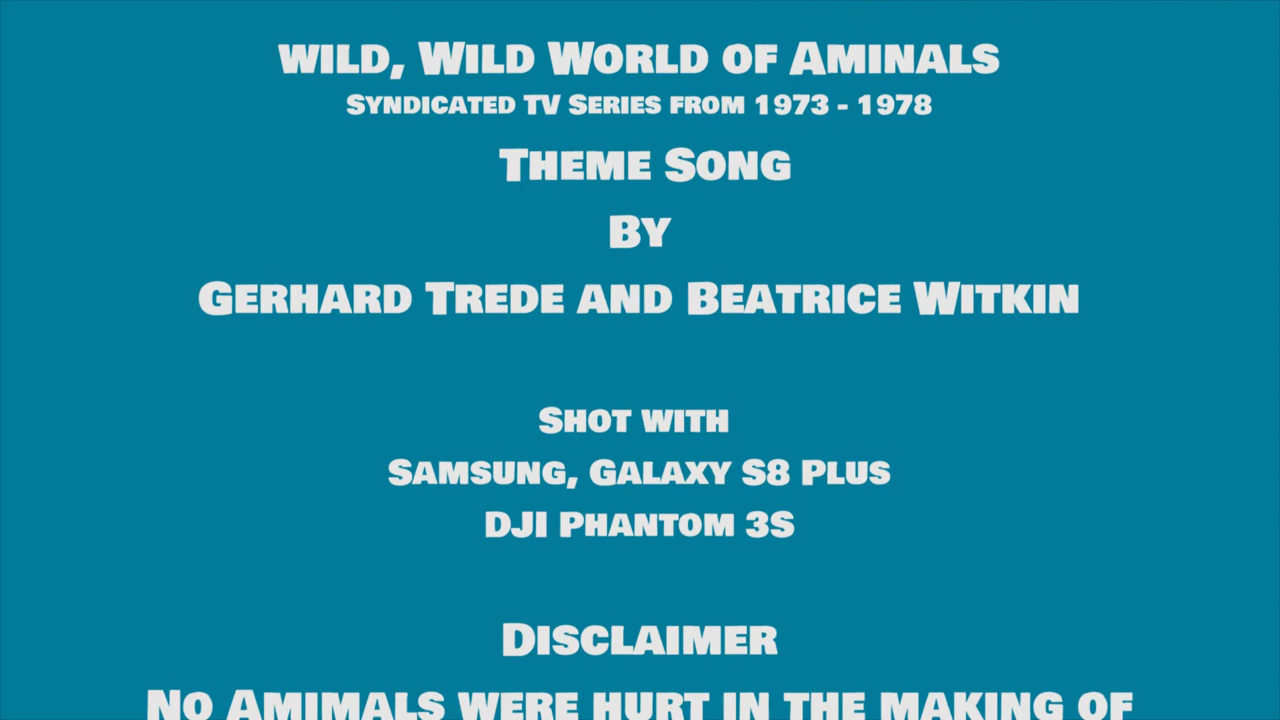 wild, Wild World of Aminals
Syndicated TV Series from 1973 - 1978
Theme Song
By
Gerhard Trede and Beatrice Witkin
Shot with
Samsung, Galaxy S8 Plus
DJI Phantom 3S
Disclaimer
No Amimals were hurt in the making of